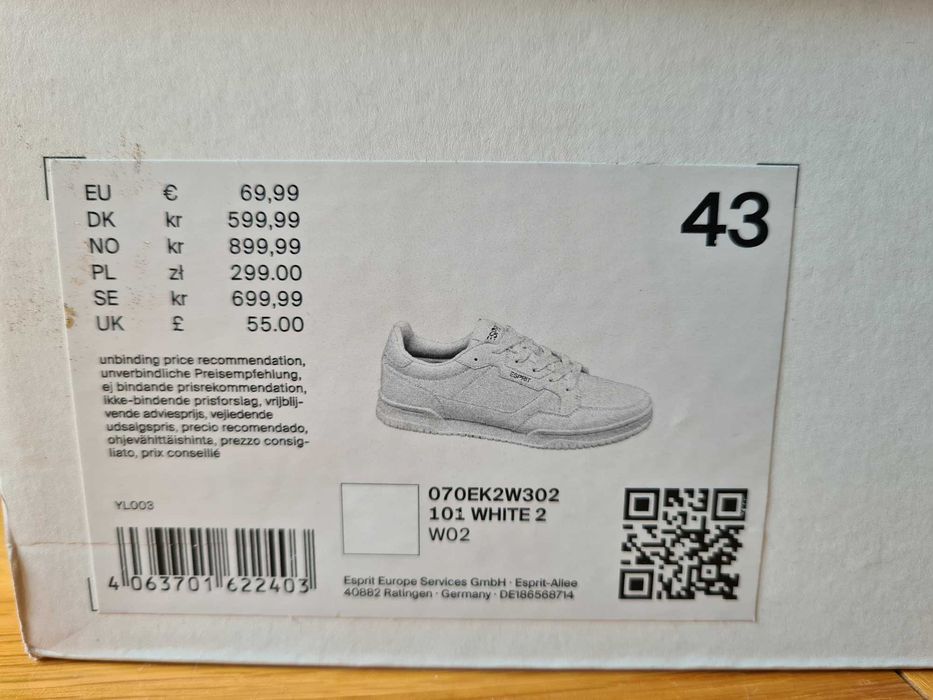 EU € 69,99
DK kr 599,99
NO kr 899,99
PL zł 299.00
SE kr 699,99
UK £ 55.00
43
unbinding price recommendation,
unverbindliche Preisempfehlung,
ej bindande prisrekommendation,
ikke-bindende prisforslag, vrijblij-
vende adviesprijs, vejledende
udsalgspris, precio recomendado,
ohjevähittäishinta, prezzo consig-
liato, prix conseillé
ESPRIT
YL003
4 063701 622403
070EK2W302
101 WHITE 2
W02
Esprit Europe Services GmbH · Esprit-Allee
40882 Ratingen · Germany · DE186568714